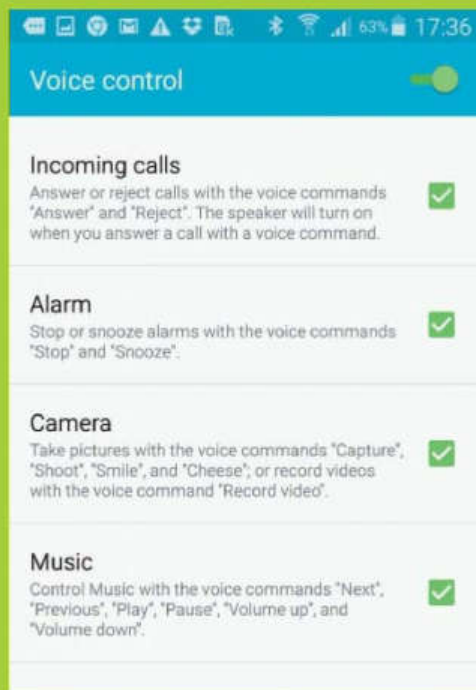 63% 17:36
Voice control
Incoming calls
Answer or reject calls with the voice commands
"Answer" and "Reject". The speaker will turn on
when you answer a call with a voice command.
Alarm
Stop or snooze alarms with the voice commands
"Stop" and "Snooze".
Camera
Take pictures with the voice commands "Capture",
"Shoot", "Smile", and "Cheese"; or record videos
with the voice command "Record video".
Music
Control Music with the voice commands "Next",
"Previous", "Play", "Pause", "Volume up", and
"Volume down".